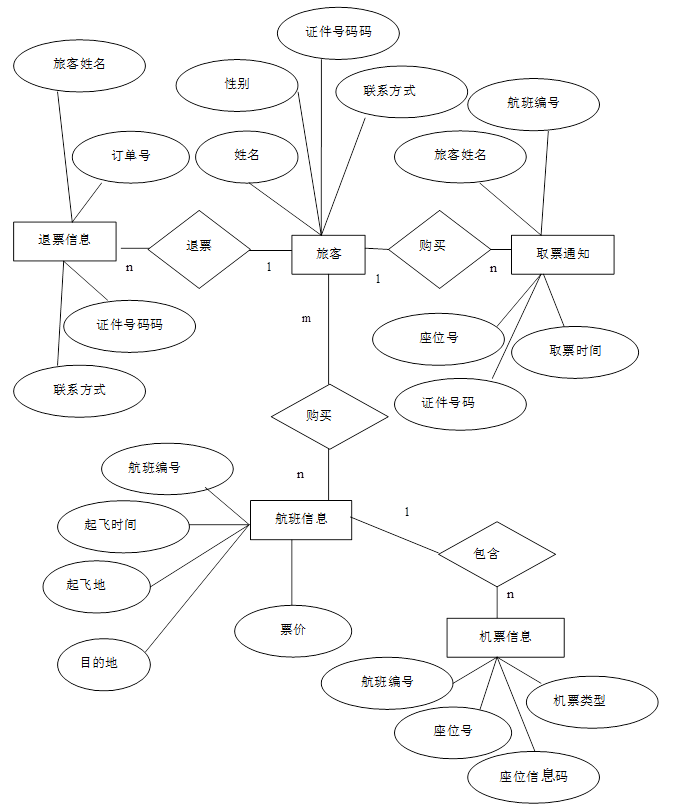 证件号码码
旅客姓名
性别
联系方式
航班编号
订单号
姓名
旅客姓名
退票信息
退票
旅客
购买
取票通知
n
1
1
n
m
证件号码码
座位号
取票时间
联系方式
证件号码
购买
航班编号
n
起飞时间
航班信息
1
包含
起飞地
n
票价
机票信息
目的地
航班编号
机票类型
座位号
座位信息码